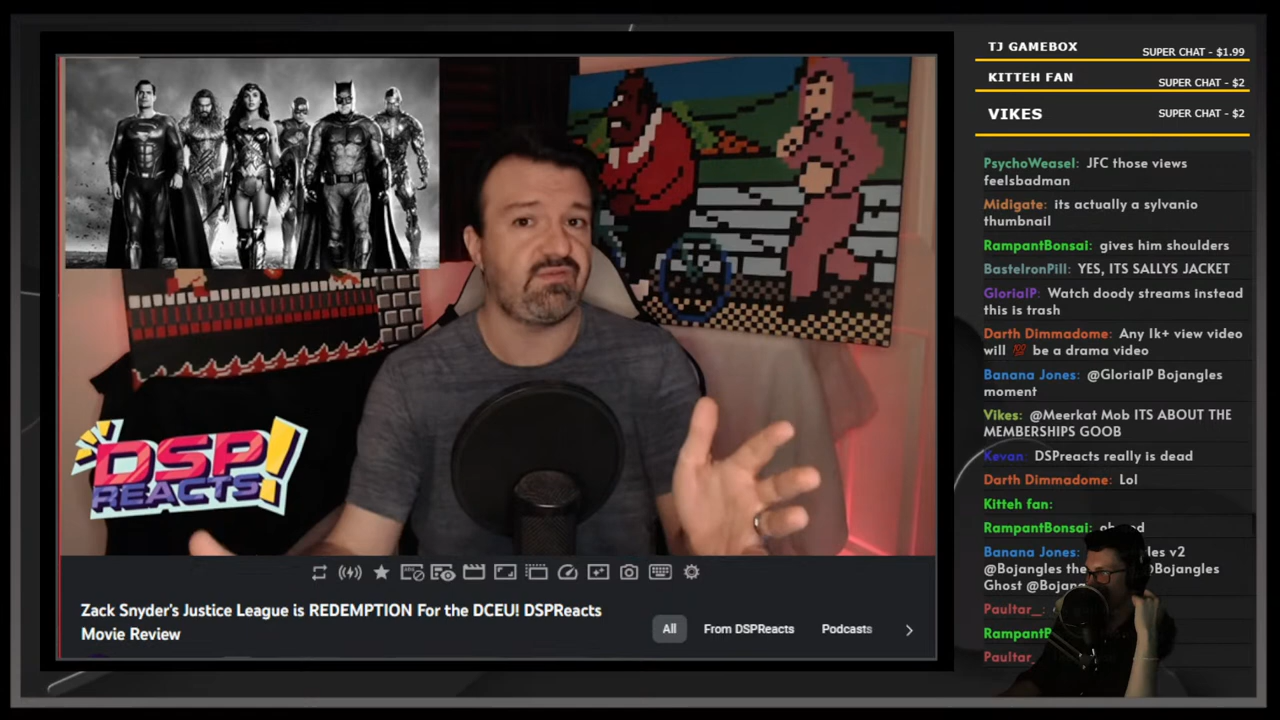 DSP
REACTS!
Zack Snyder's Justice League is REDEMPTION For the DCEU! DSPReacts
Movie Review
All
From DSPReacts
Podcasts
TJ GAMEBOX
SUPER CHAT - $1.99
KITTEH FAN
SUPER CHAT - $2
VIKES
SUPER CHAT - $2
PsychoWeasel: JFC those views
feelsbadman
Midigate: its actually a sylvanio
thumbnail
RampantBonsai: gives him shoulders
BasteIronPill: YES, ITS SALLYS JACKET
GloriaIP: Watch doody streams instead
this is trash
Darth Dimmadome: Any 1k+ view video
will 💯 be a drama video
Banana Jones: @GloriaIP Bojangles
moment
Vikes: @Meerkat Mob ITS ABOUT THE
MEMBERSHIPS GOOB
Kevan: DSPreacts really is dead
Darth Dimmadome: Lol
Kitteh fan:
RampantBonsai:
Banana Jones: v2
@Bojangles
Ghost
Paultar_: